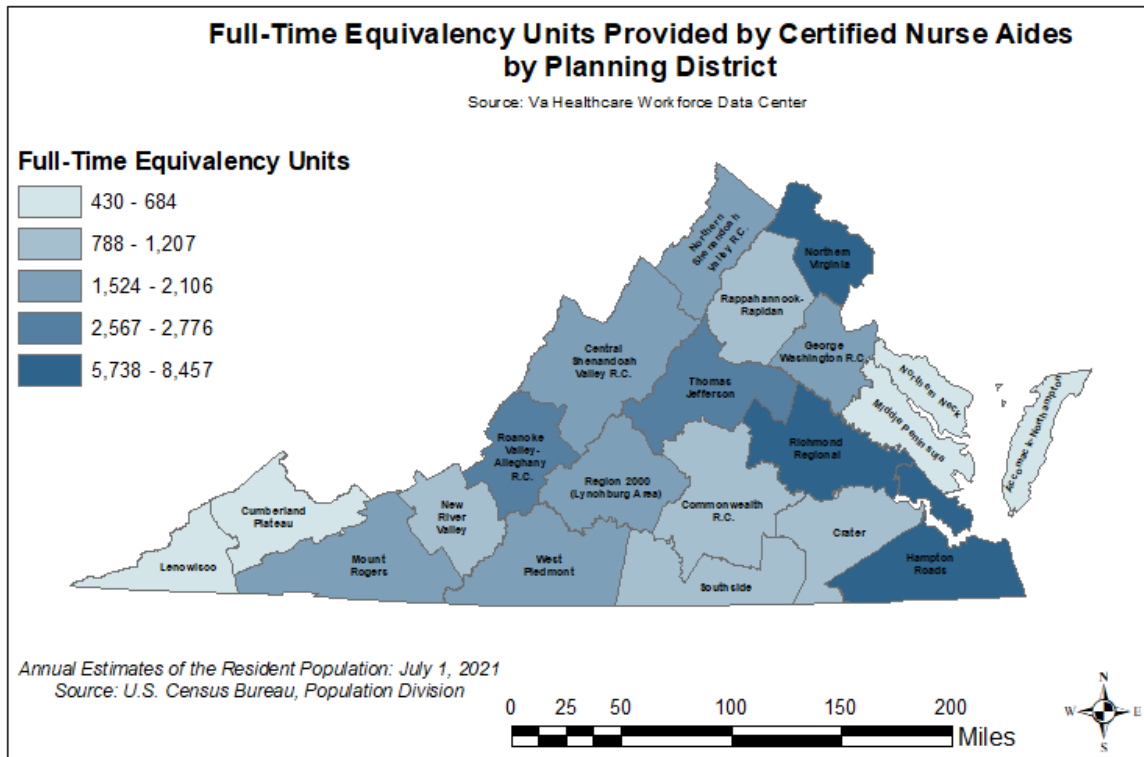 Full-Time Equivalency Units Provided by Certified Nurse Aides
by Planning District
Source: Va Healthcare Workforce Data Center
Full-Time Equivalency Units
430 - 684
788 - 1,207
1,524 - 2,106
2,567 - 2,776
5,738 - 8,457
Northern
Shenandoah
Valley R.C.
Northern
Virginia
Rappahannock-
Rapidan
Central
Shenandoah
Valley R.C.
George
Washington R.C.
Northern Neck
Thomas
Jefferson
Middle Peninsula
Accomack-Northampton
Roanoke
Valley-
Alleghany
R.C.
Richmond
Regional
Region 2000
(Lynchburg Area)
Commonwealth
R.C.
Cumberland
Plateau
New
River
Valley
Crater
Lenowisco
Mount
Rogers
West
Piedmont
Southside
Hampton
Roads
Annual Estimates of the Resident Population: July 1, 2021
Source: U.S. Census Bureau, Population Division
0 25 50 100 150 200
Miles
N
W E
S